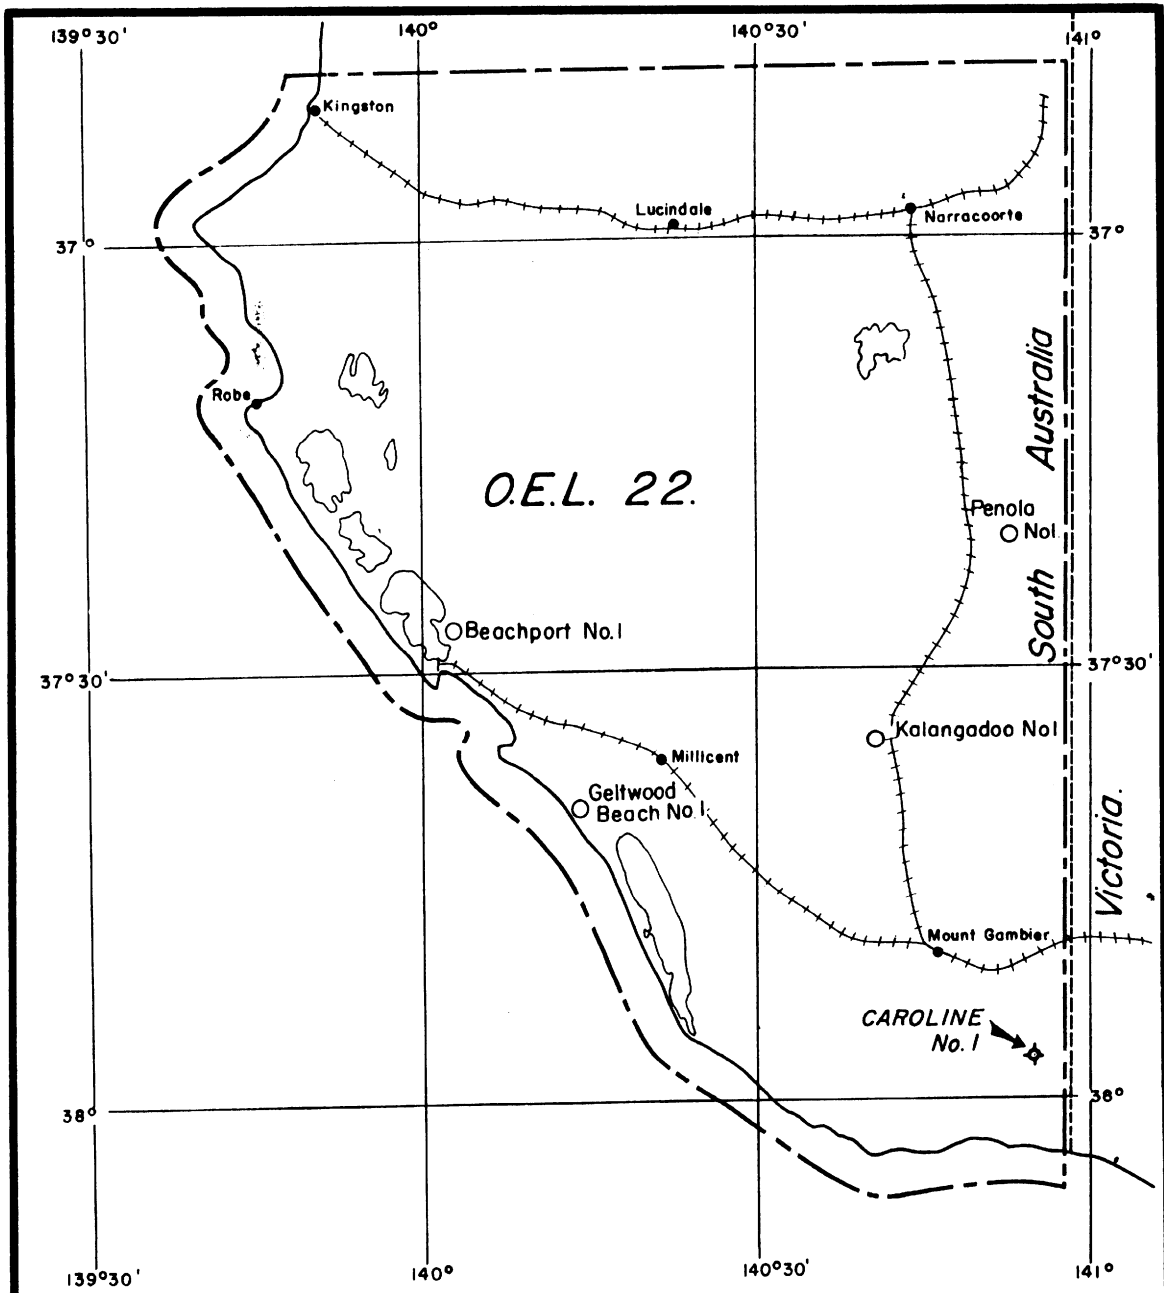 139°30'
140°
140°30'
141°
Kingston
Lucindale
Narracoorte
37°
37°
Robe
O.E.L. 22.
South Australia
Penola
No1
Beachport No.1
37°30'
37°30'
Kalangadoo No1
Millicent
Geltwood
Beach No.1
Victoria.
Mount Gambier
CAROLINE
No. 1
38°
38°
139°30'
140°
140°30'
141°